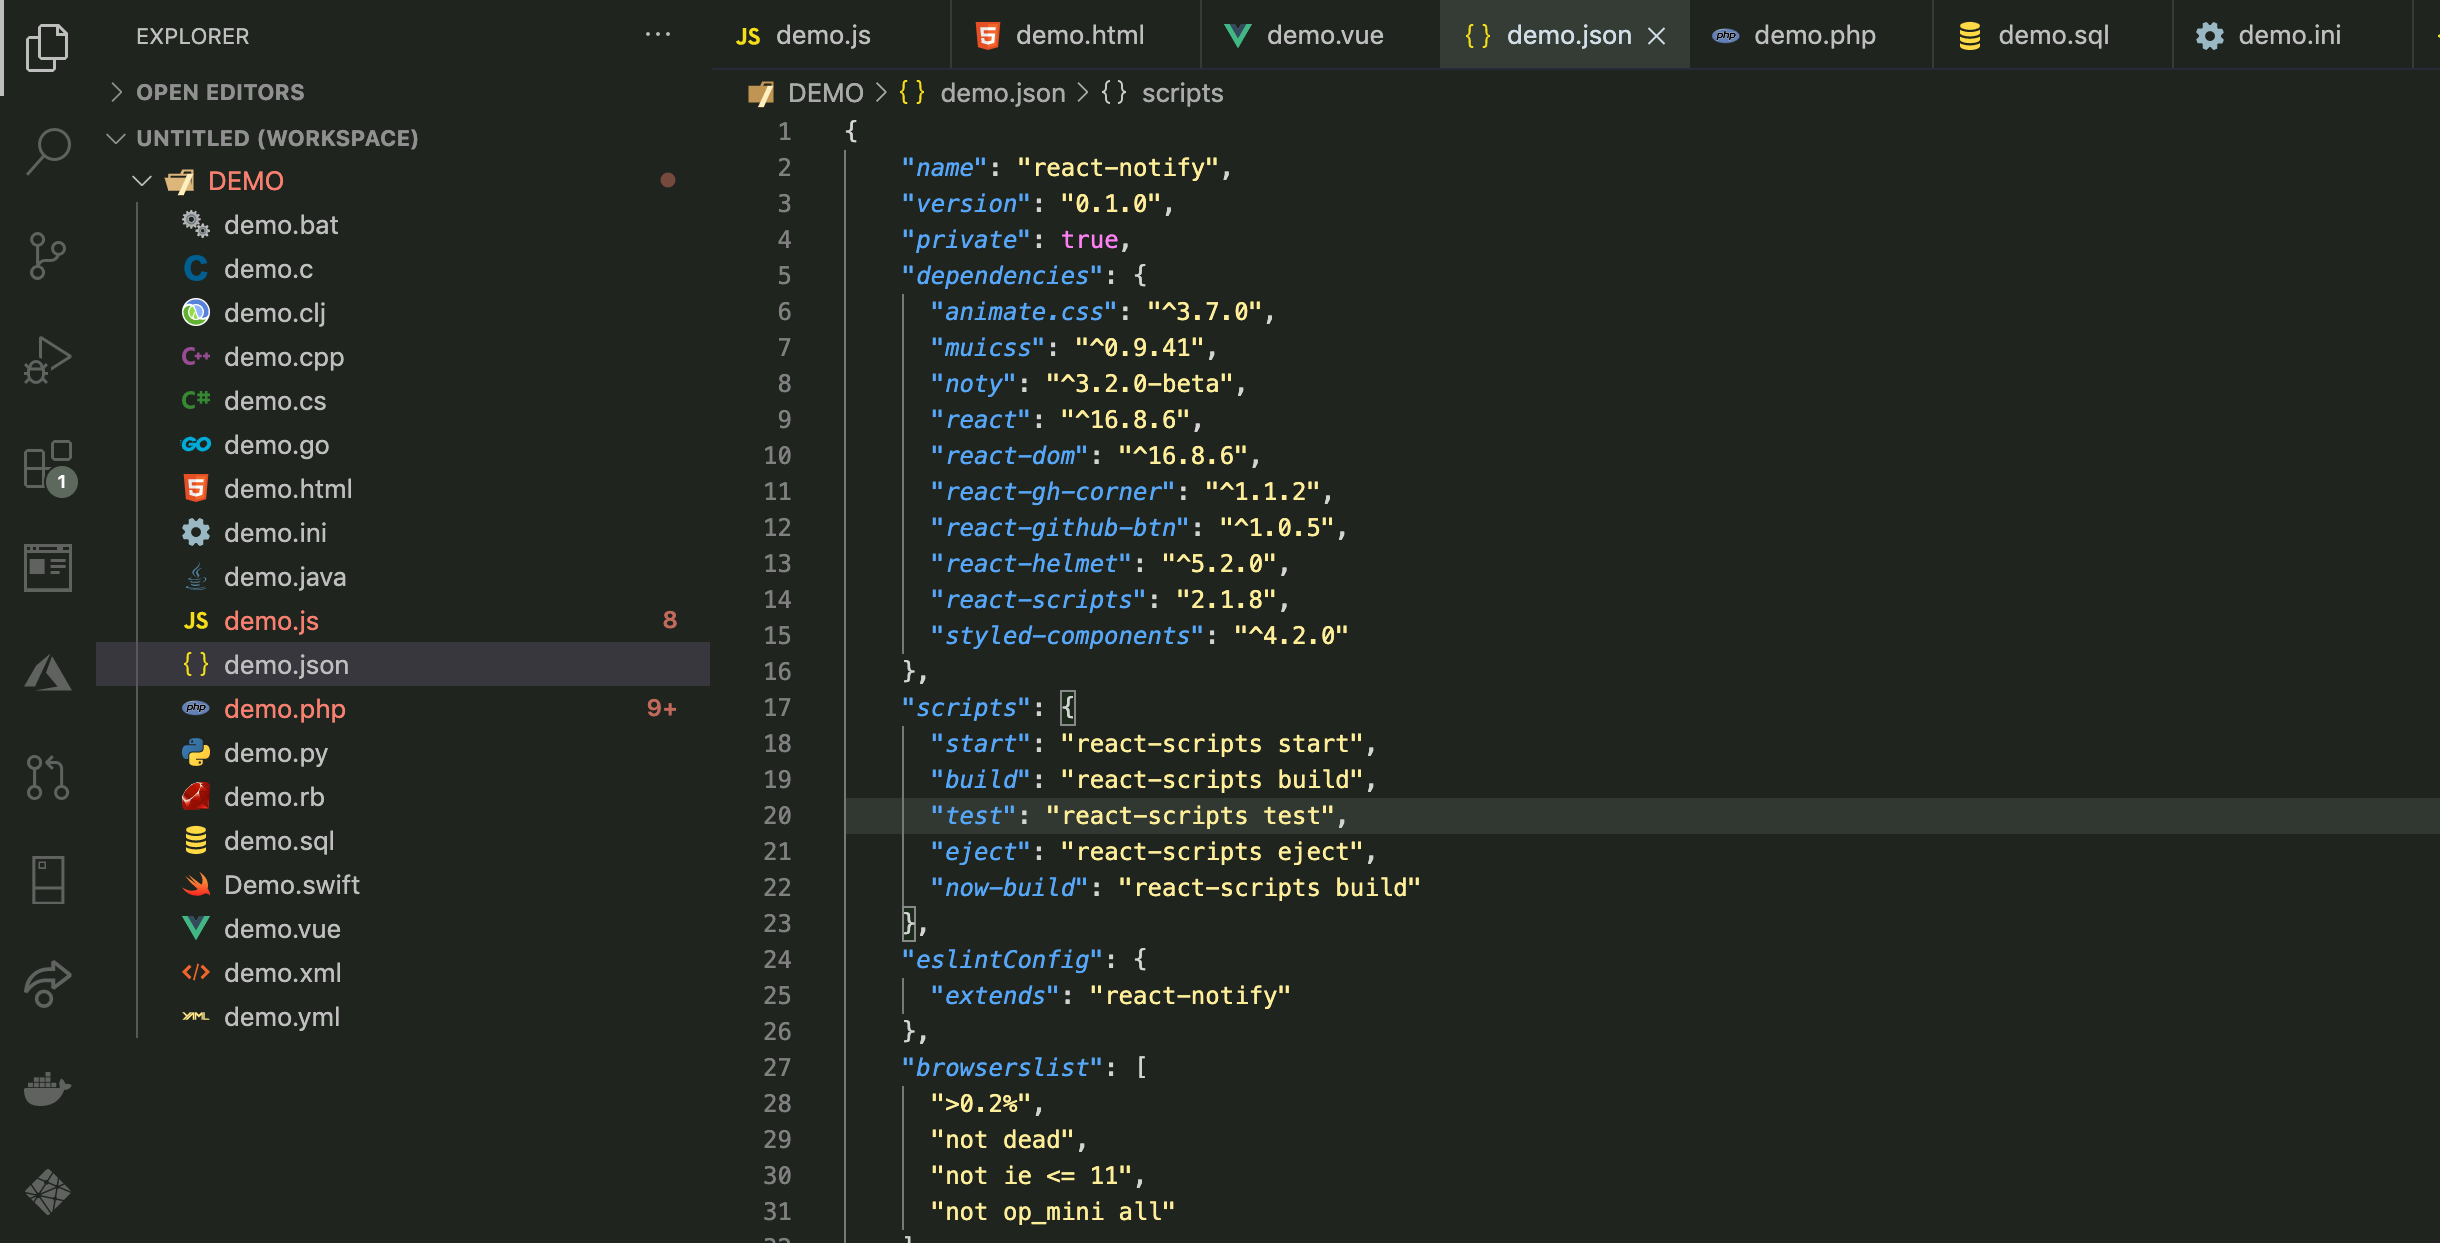 EXPLORER
OPEN EDITORS
UNTITLED (WORKSPACE)
DEMO
demo.bat
C demo.c
demo.clj
C++ demo.cpp
C# demo.cs
GO demo.go
5 demo.html
demo.ini
demo.java
JS demo.js 8
{ } demo.json
php demo.php 9+
demo.py
demo.rb
demo.sql
Demo.swift
demo.vue
</> demo.xml
YAML demo.yml
1
JS demo.js 5 demo.html demo.vue { } demo.json × php demo.php demo.sql demo.ini
DEMO > { } demo.json > { } scripts
1 {
2 "name": "react-notify",
3 "version": "0.1.0",
4 "private": true,
5 "dependencies": {
6 "animate.css": "^3.7.0",
7 "muicss": "^0.9.41",
8 "noty": "^3.2.0-beta",
9 "react": "^16.8.6",
10 "react-dom": "^16.8.6",
11 "react-gh-corner": "^1.1.2",
12 "react-github-btn": "^1.0.5",
13 "react-helmet": "^5.2.0",
14 "react-scripts": "2.1.8",
15 "styled-components": "^4.2.0"
16 },
17 "scripts": {
18 "start": "react-scripts start",
19 "build": "react-scripts build",
20 "test": "react-scripts test",
21 "eject": "react-scripts eject",
22 "now-build": "react-scripts build"
23 },
24 "eslintConfig": {
25 "extends": "react-notify"
26 },
27 "browserslist": [
28 ">0.2%",
29 "not dead",
30 "not ie <= 11",
31 "not op_mini all"